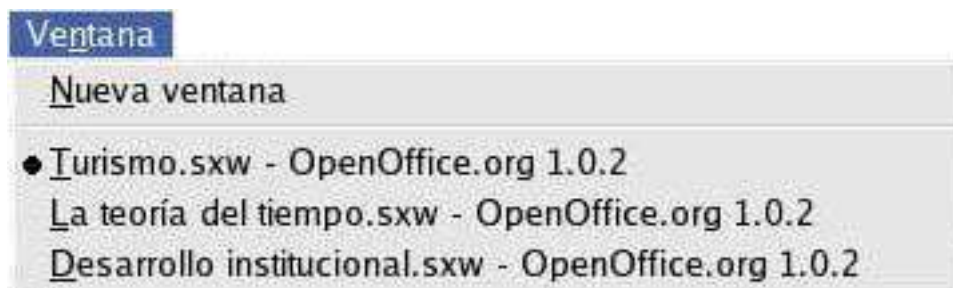 Ventana
Nueva ventana
Turismo.sxw - OpenOffice.org 1.0.2
La teoría del tiempo.sxw - OpenOffice.org 1.0.2
Desarrollo institucional.sxw - OpenOffice.org 1.0.2